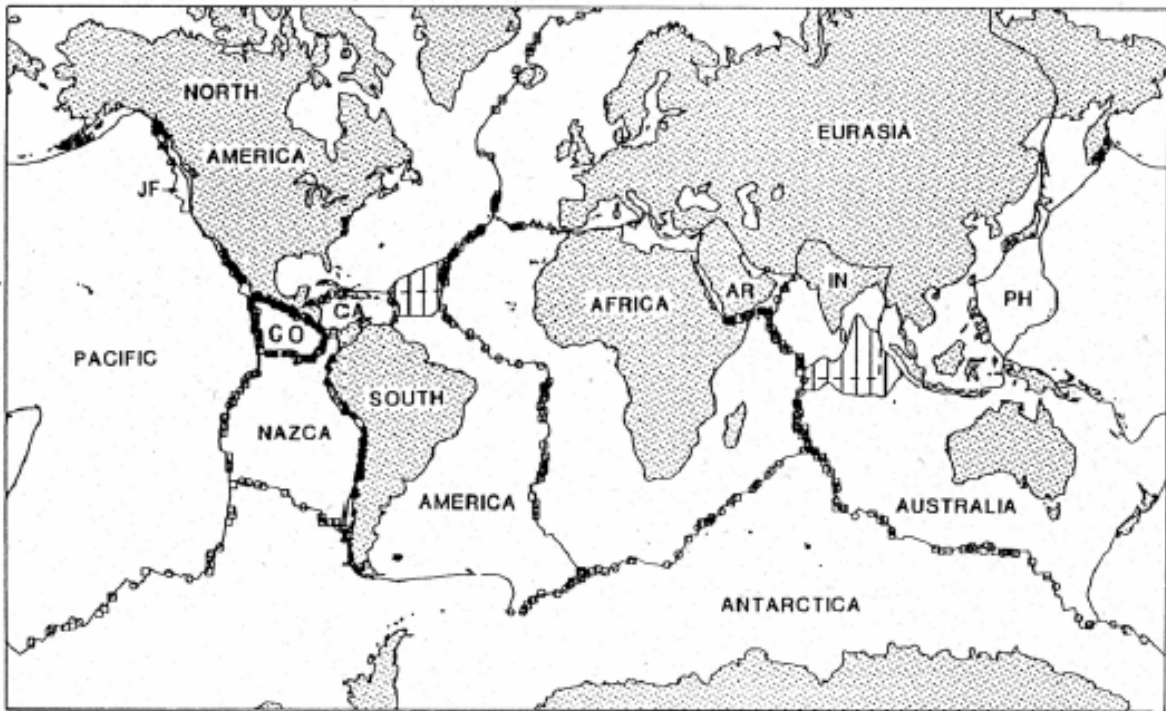 NORTH
AMERICA
EURASIA
JF
CA
CO
AFRICA
AR
IN
PH
PACIFIC
SOUTH
AMERICA
NAZCA
AUSTRALIA
ANTARCTICA